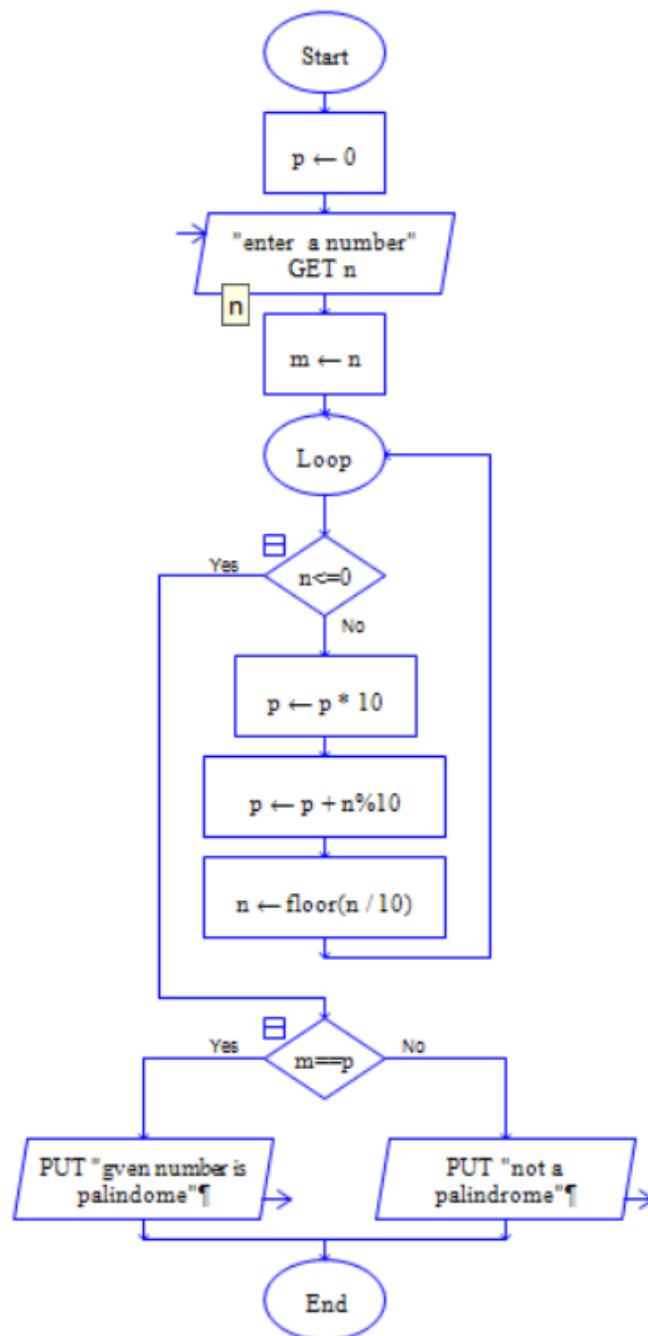 Start
p ← 0
"enter a number"
GET n
n
m ← n
Loop
Yes
n<=0
No
p ← p * 10
p ← p + n%10
n ← floor(n / 10)
Yes
m==p
No
PUT "gven number is
palindome"¶
PUT "not a
palindrome"¶
End